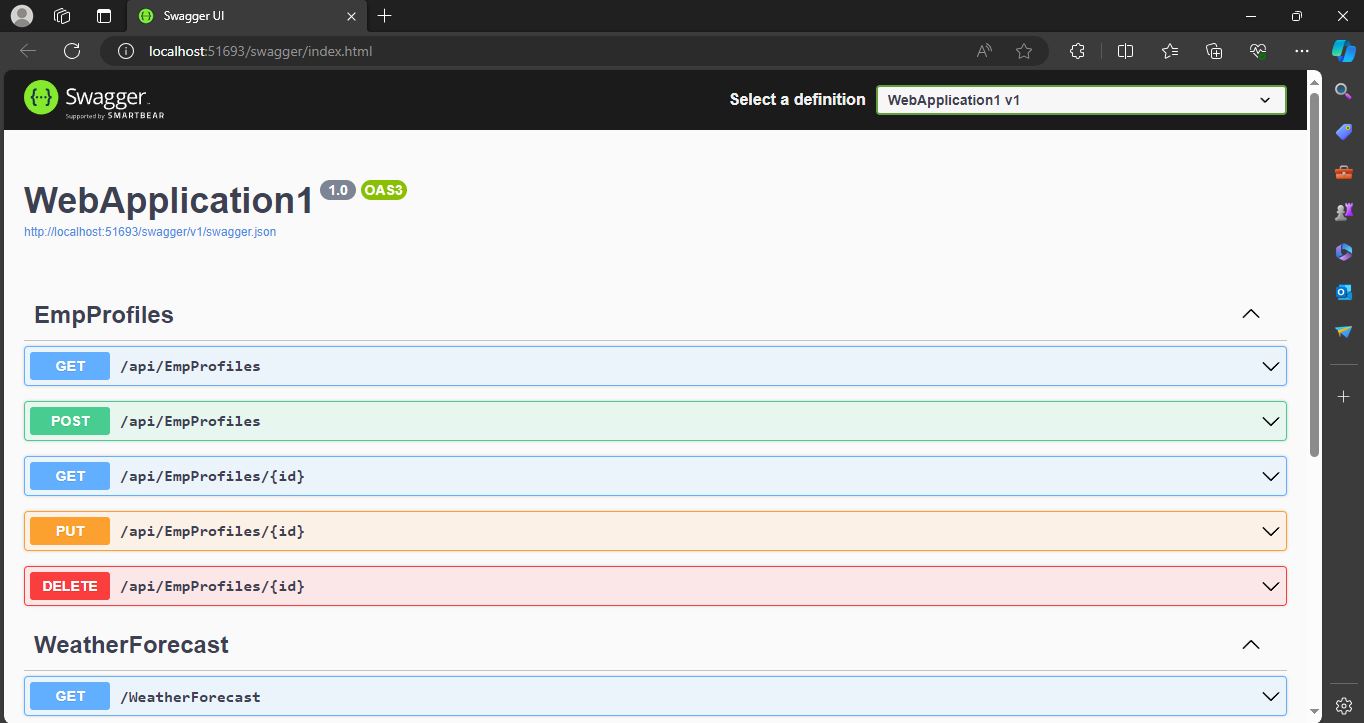 Swagger UI
localhost:51693/swagger/index.html
Swagger
Supported by SMARTBEAR
Select a definition
WebApplication1 v1
WebApplication1 1.0 OAS3
http://localhost:51693/swagger/v1/swagger.json
EmpProfiles
GET /api/EmpProfiles
POST /api/EmpProfiles
GET /api/EmpProfiles/{id}
PUT /api/EmpProfiles/{id}
DELETE /api/EmpProfiles/{id}
WeatherForecast
GET /WeatherForecast